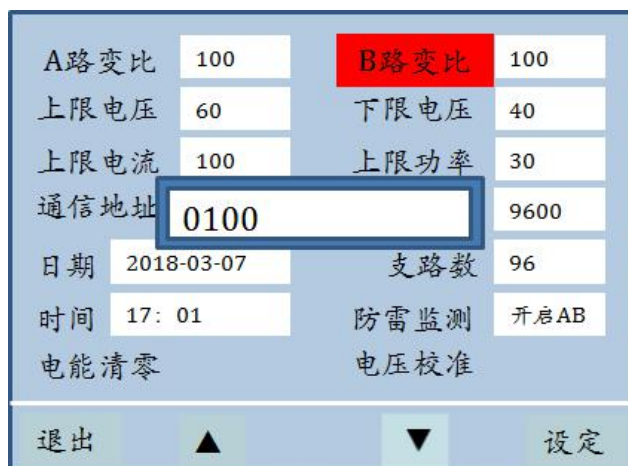 A路变比 100 B路变比 100
上限电压 60 下限电压 40
上限电流 100 上限功率 30
通信地址 0100 9600
日期 2018-03-07 支路数 96
时间 17: 01 防雷监测 开启AB
电能清零 电压校准
退出 ▲ ▼ 设定